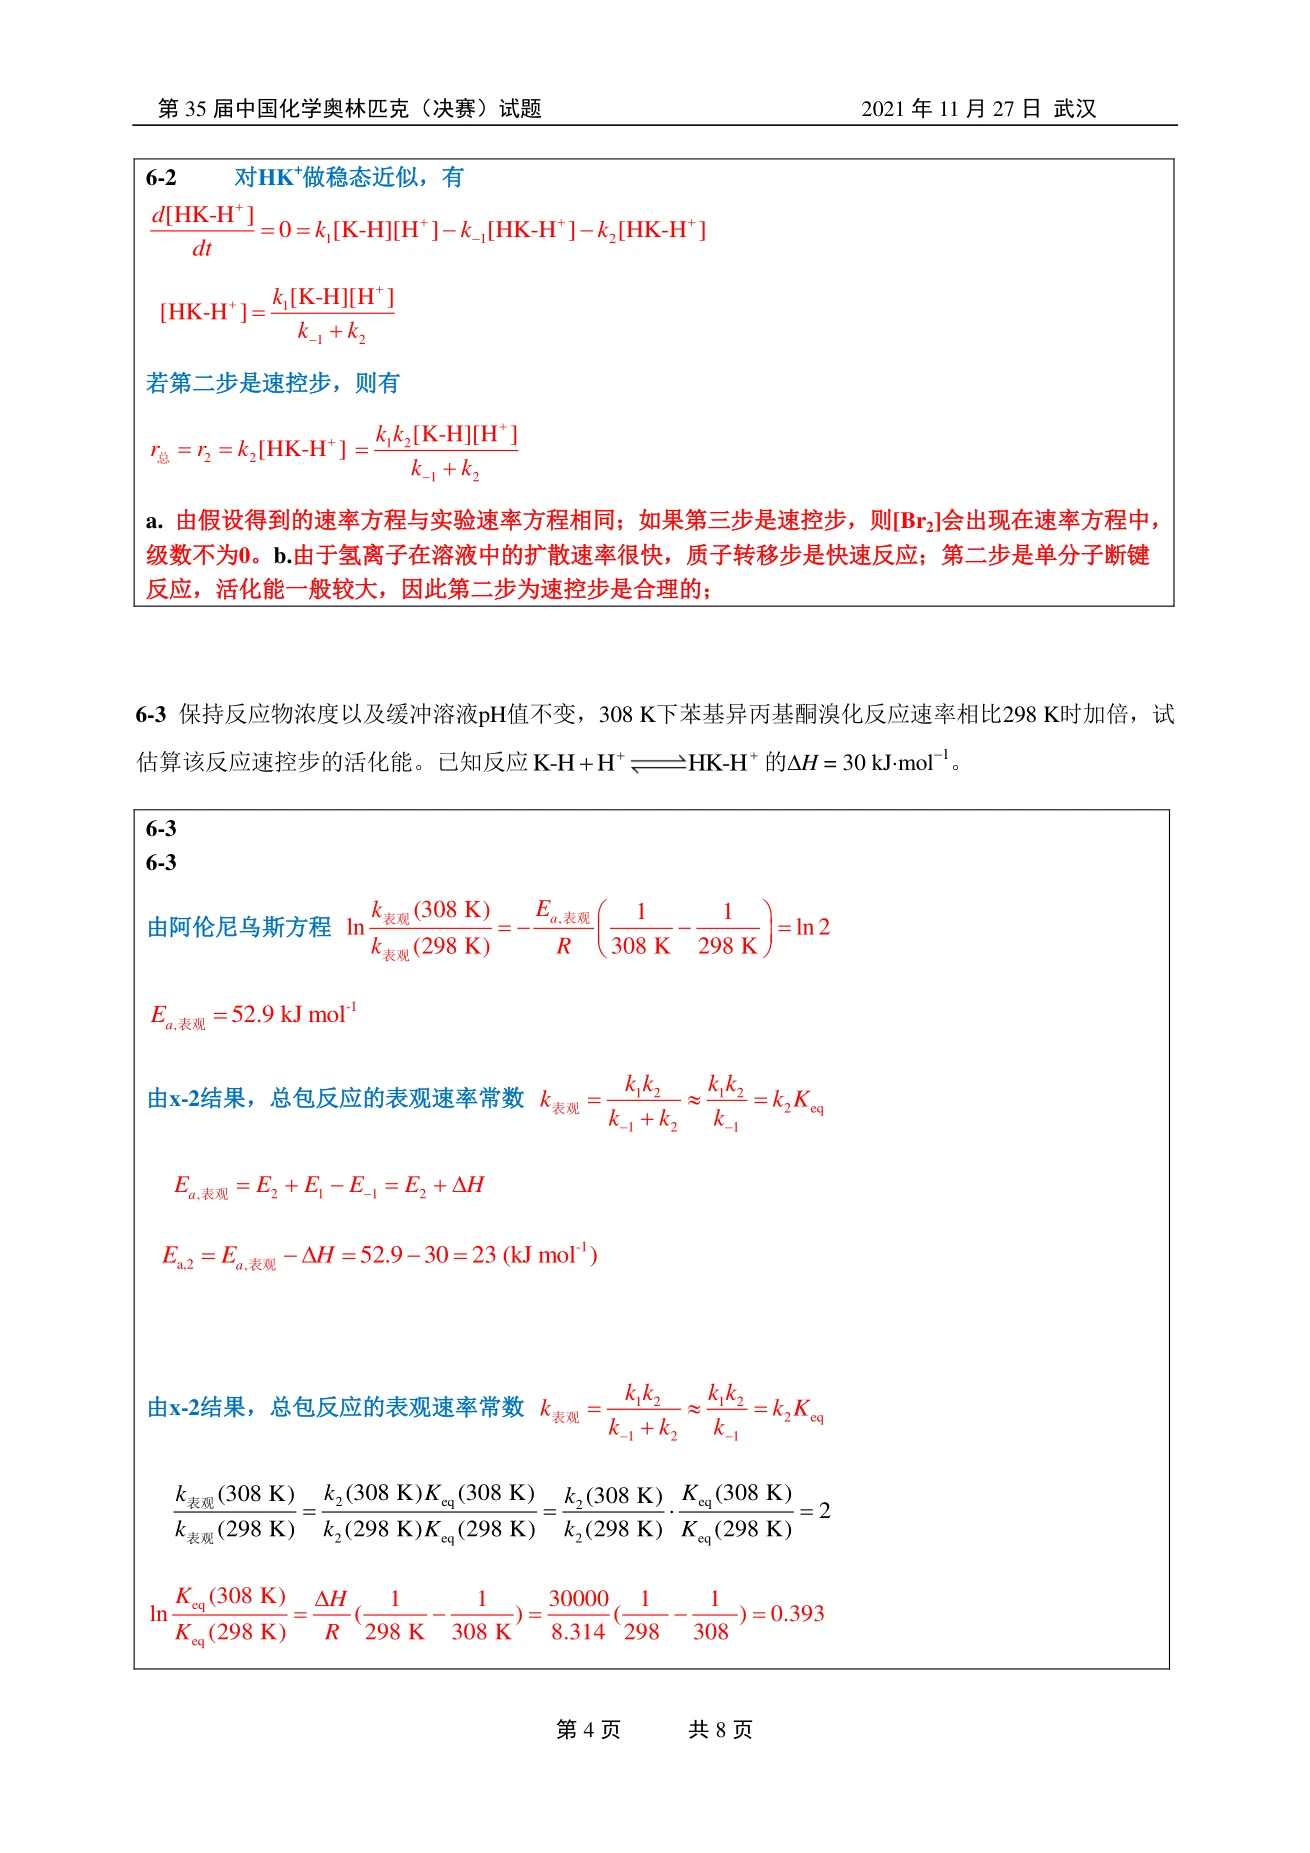 第 35 届中国化学奥林匹克（决赛）试题 2021 年 11 月 27 日 武汉
6-2 对HK⁺做稳态近似，有
d[HK-H⁺]/dt = 0 = k₁[K-H][H⁺] − k₋₁[HK-H⁺] − k₂[HK-H⁺]
[HK-H⁺] = k₁[K-H][H⁺]/(k₋₁ + k₂)
若第二步是速控步，则有
r总 = r₂ = k₂[HK-H⁺] = k₁k₂[K-H][H⁺]/(k₋₁ + k₂)
a. 由假设得到的速率方程与实验速率方程相同；如果第三步是速控步，则[Br₂]会出现在速率方程中，
级数不为0。b.由于氢离子在溶液中的扩散速率很快，质子转移步是快速反应；第二步是单分子断键
反应，活化能一般较大，因此第二步为速控步是合理的；
6-3 保持反应物浓度以及缓冲溶液pH值不变，308 K下苯基异丙基酮溴化反应速率相比298 K时加倍，试
估算该反应速控步的活化能。已知反应 K-H + H⁺ ⇌ HK-H⁺ 的ΔH = 30 kJ·mol⁻¹。
6-3
6-3
由阿伦尼乌斯方程 ln k表观(308 K)/k表观(298 K) = −Ea,表观/R (1/308 K − 1/298 K) = ln 2
Ea,表观 = 52.9 kJ mol⁻¹
由x-2结果，总包反应的表观速率常数 k表观 = k₁k₂/(k₋₁ + k₂) ≈ k₁k₂/k₋₁ = k₂Keq
Ea,表观 = E₂ + E₁ − E₋₁ = E₂ + ΔH
Ea,2 = Ea,表观 − ΔH = 52.9 − 30 = 23 (kJ mol⁻¹)
由x-2结果，总包反应的表观速率常数 k表观 = k₁k₂/(k₋₁ + k₂) ≈ k₁k₂/k₋₁ = k₂Keq
k表观(308 K)/k表观(298 K) = k₂(308 K)Keq(308 K)/k₂(298 K)Keq(298 K) = k₂(308 K)/k₂(298 K) · Keq(308 K)/Keq(298 K) = 2
ln Keq(308 K)/Keq(298 K) = ΔH/R (1/298 K − 1/308 K) = 30000/8.314 (1/298 − 1/308) = 0.393
第 4 页 共 8 页